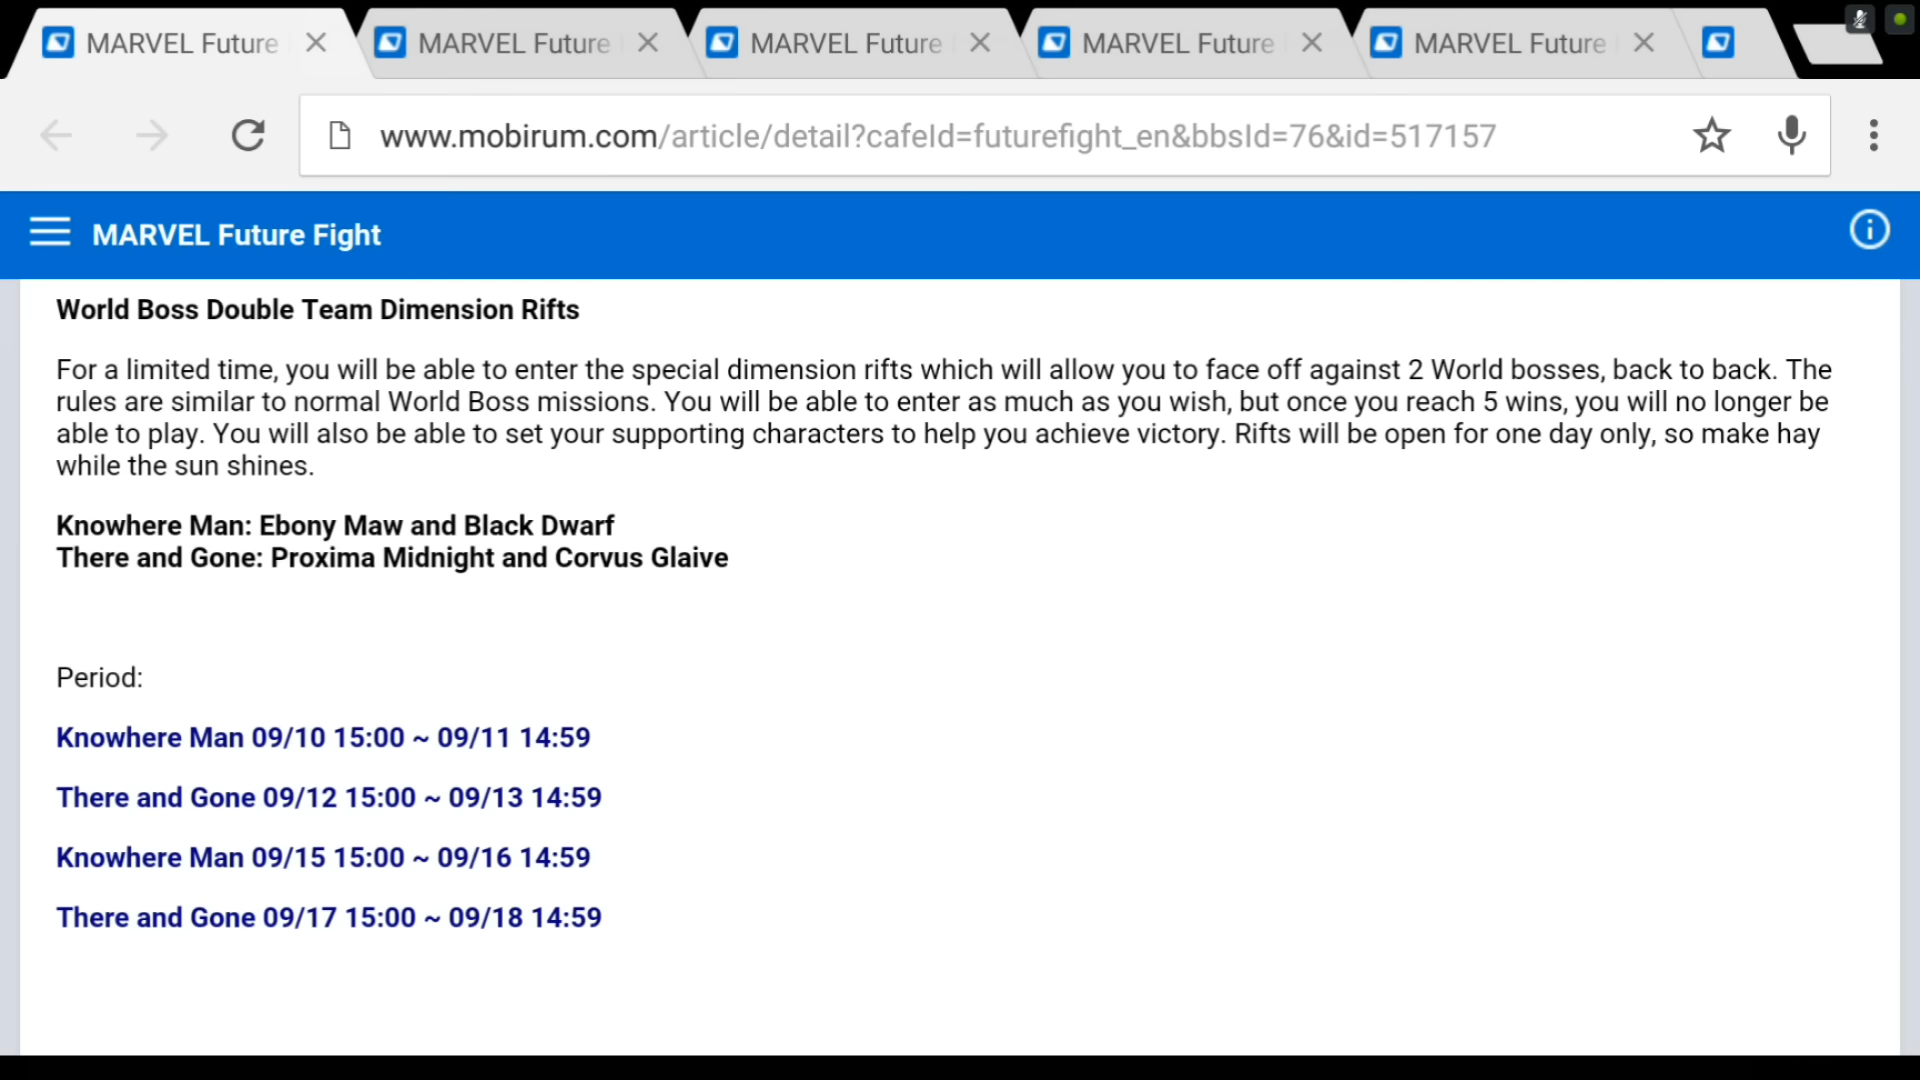 MARVEL Future
MARVEL Future
MARVEL Future
MARVEL Future
MARVEL Future
www.mobirum.com/article/detail?cafeId=futurefight_en&bbsId=76&id=517157
MARVEL Future Fight
World Boss Double Team Dimension Rifts
For a limited time, you will be able to enter the special dimension rifts which will allow you to face off against 2 World bosses, back to back. The
rules are similar to normal World Boss missions. You will be able to enter as much as you wish, but once you reach 5 wins, you will no longer be
able to play. You will also be able to set your supporting characters to help you achieve victory. Rifts will be open for one day only, so make hay
while the sun shines.
Knowhere Man: Ebony Maw and Black Dwarf
There and Gone: Proxima Midnight and Corvus Glaive
Period:
Knowhere Man 09/10 15:00 ~ 09/11 14:59
There and Gone 09/12 15:00 ~ 09/13 14:59
Knowhere Man 09/15 15:00 ~ 09/16 14:59
There and Gone 09/17 15:00 ~ 09/18 14:59